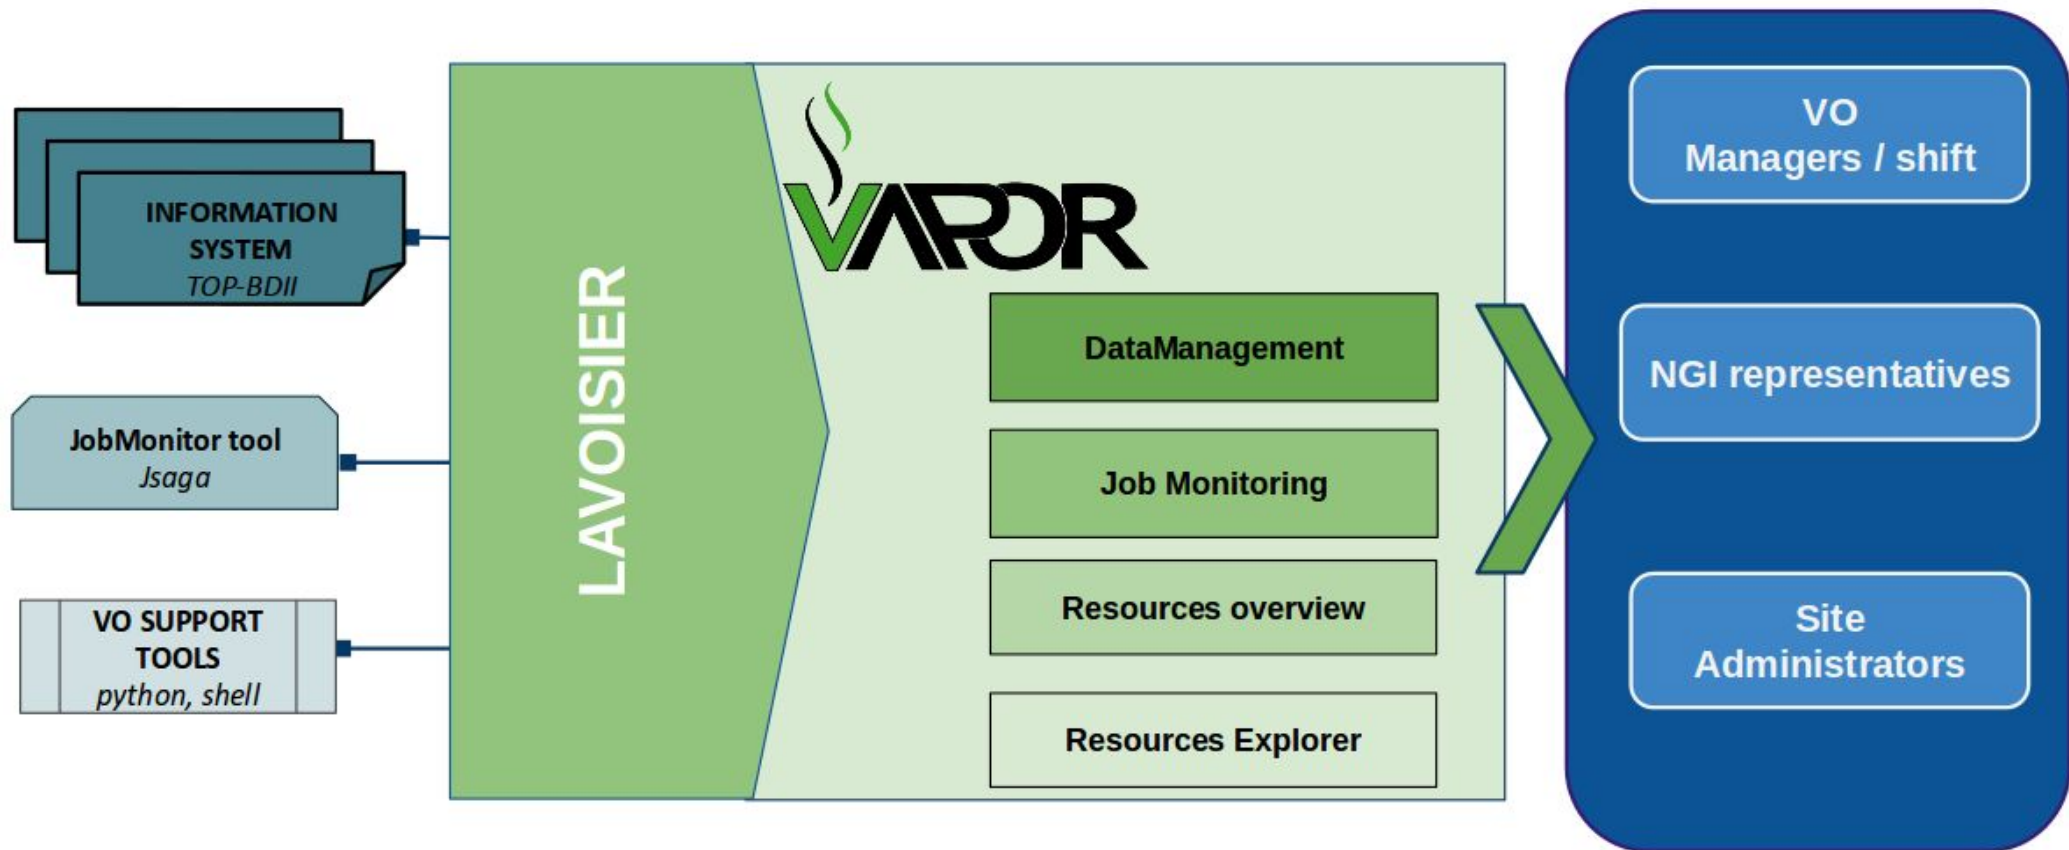 INFORMATION
SYSTEM
TOP-BDII
JobMonitor tool
Jsaga
VO SUPPORT
TOOLS
python, shell
LAVOISIER
VAPOR
DataManagement
Job Monitoring
Resources overview
Resources Explorer
VO
Managers / shift
NGI representatives
Site
Administrators